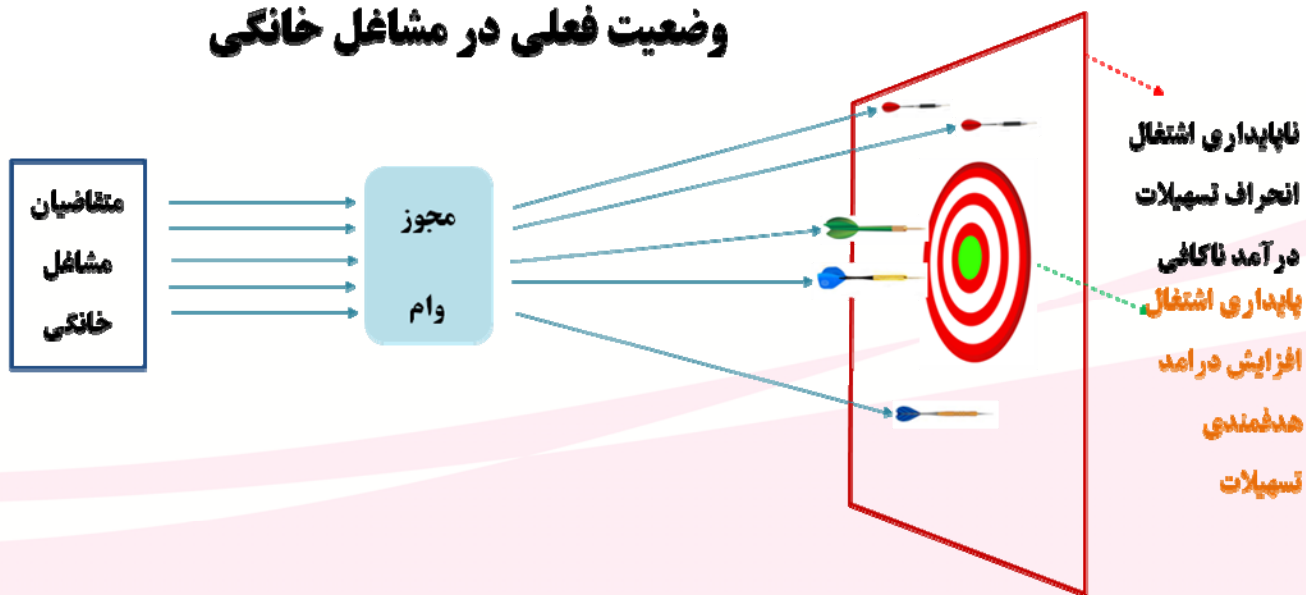 وضعیت فعلی در مشاغل خانگی
متقاضیان
مشاغل
خانگی
مجوز
وام
ناپایداری اشتغال
انحراف تسهیلات
درآمد ناکافی
پایداری اشتغال
افزایش درامد
هدفمندی
تسهیلات